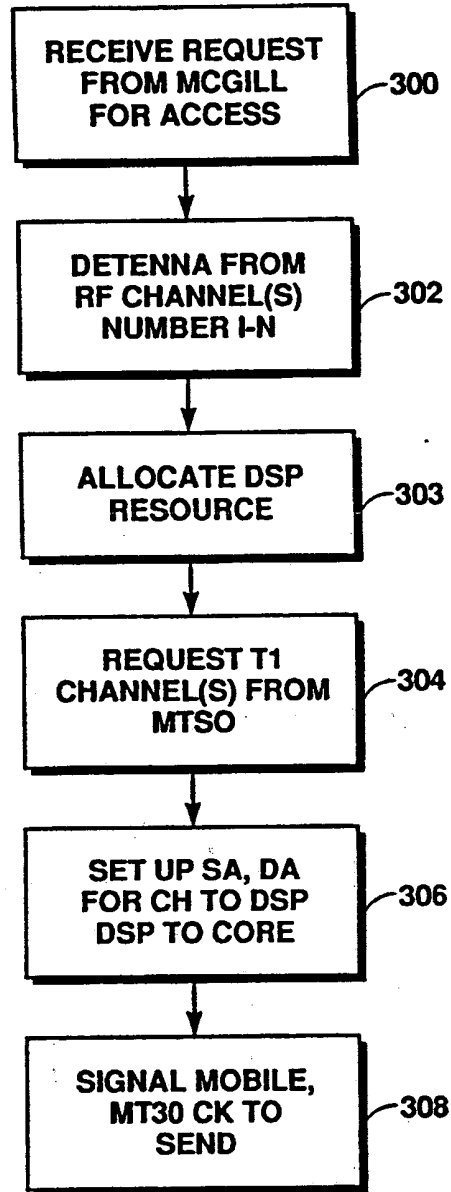 RECEIVE REQUEST
FROM MCGILL
FOR ACCESS
300
DETENNA FROM
RF CHANNEL(S)
NUMBER I-N
302
ALLOCATE DSP
RESOURCE
303
REQUEST T1
CHANNEL(S) FROM
MTSO
304
SET UP SA, DA
FOR CH TO DSP
DSP TO CORE
306
SIGNAL MOBILE,
MT30 CK TO
SEND
308